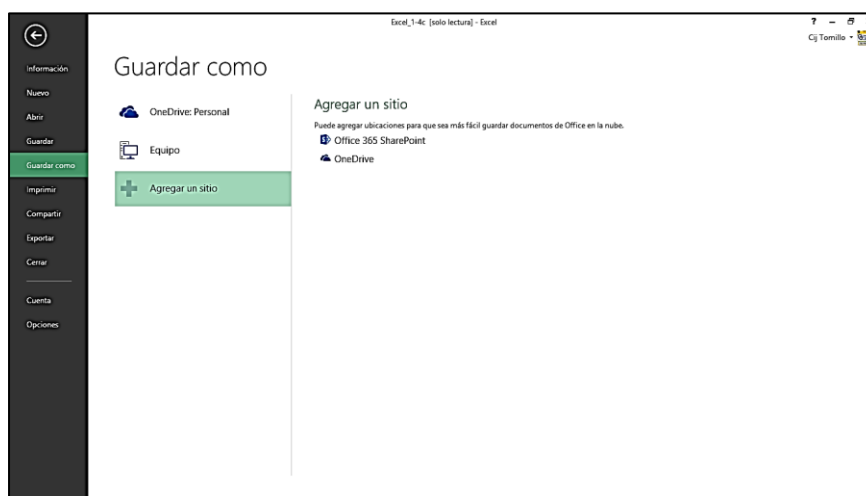 Excel_1-4c [solo lectura] - Excel
Cij Tomillo
Información
Nuevo
Abrir
Guardar
Guardar como
Imprimir
Compartir
Exportar
Cerrar
Cuenta
Opciones
Guardar como
OneDrive: Personal
Equipo
Agregar un sitio
Agregar un sitio
Puede agregar ubicaciones para que sea más fácil guardar documentos de Office en la nube.
Office 365 SharePoint
OneDrive